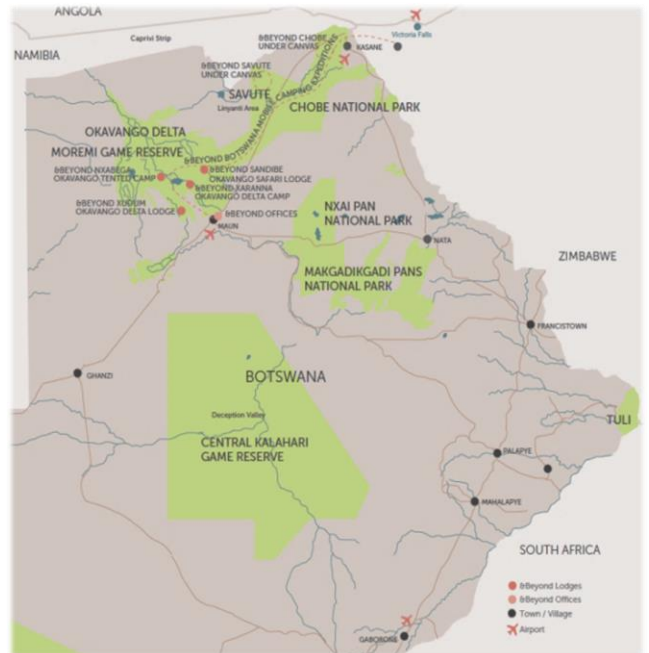 ANGOLA
Caprivi Strip
NAMIBIA
Victoria Falls
&BEYOND CHOBE
UNDER CANVAS
KASANE
&BEYOND SAVUTE
UNDER CANVAS
SAVUTE
Linyanti Area
CHOBE NATIONAL PARK
&BEYOND BOTSWANA MOBILE CAMPING EXPEDITIONS
OKAVANGO DELTA
MOREMI GAME RESERVE
&BEYOND NXABEGA
OKAVANGO TENTED CAMP
&BEYOND SANDIBE
OKAVANGO SAFARI LODGE
&BEYOND XARANNA
OKAVANGO DELTA CAMP
&BEYOND XUDUM
OKAVANGO DELTA LODGE
&BEYOND OFFICES
MAUN
NXAI PAN
NATIONAL PARK
NATA
ZIMBABWE
MAKGADIKGADI PANS
NATIONAL PARK
FRANCISTOWN
GHANZI
BOTSWANA
Deception Valley
CENTRAL KALAHARI
GAME RESERVE
TULI
PALAPYE
MAHALAPYE
SOUTH AFRICA
&Beyond Lodges
&Beyond Offices
Town / Village
Airport
GABORONE